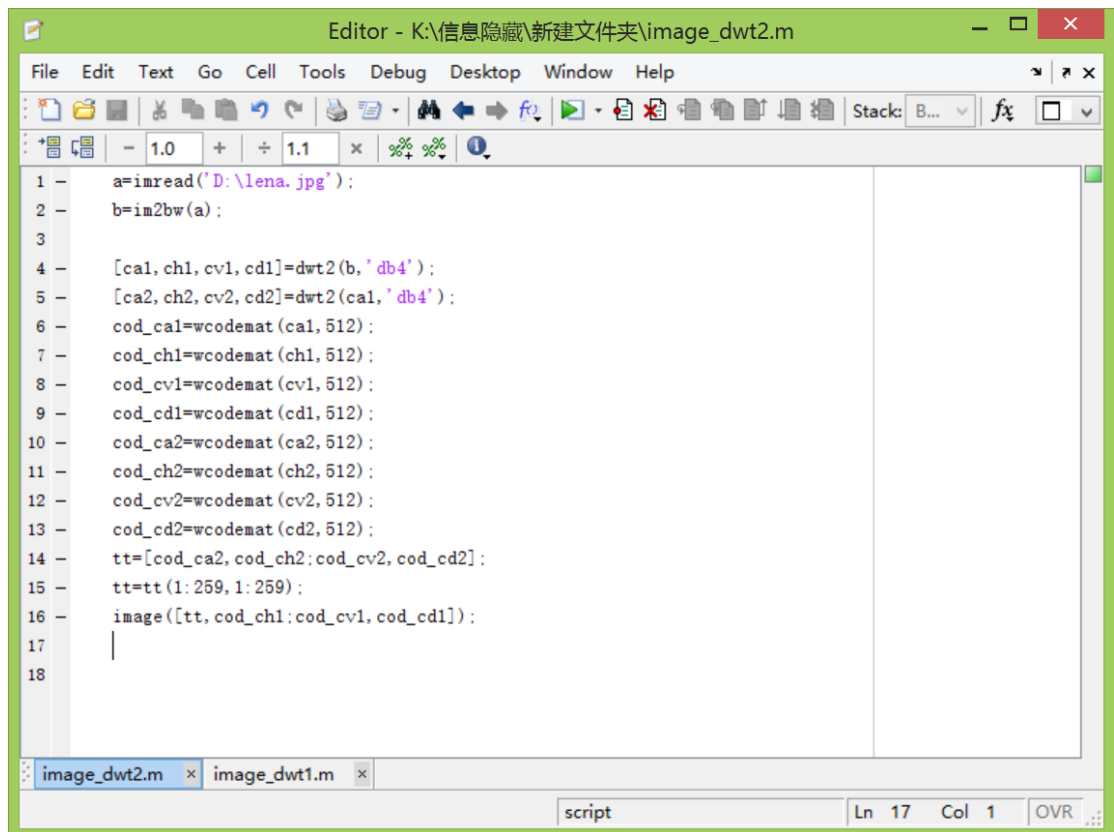 Editor - K:\信息隐藏\新建文件夹\image_dwt2.m
File Edit Text Go Cell Tools Debug Desktop Window Help
Stack: B... fx
− 1.0 + ÷ 1.1 ×
1 − a=imread('D:\lena.jpg');
2 − b=im2bw(a);
3
4 − [ca1,ch1,cv1,cd1]=dwt2(b,'db4');
5 − [ca2,ch2,cv2,cd2]=dwt2(ca1,'db4');
6 − cod_ca1=wcodemat(ca1,512);
7 − cod_ch1=wcodemat(ch1,512);
8 − cod_cv1=wcodemat(cv1,512);
9 − cod_cd1=wcodemat(cd1,512);
10 − cod_ca2=wcodemat(ca2,512);
11 − cod_ch2=wcodemat(ch2,512);
12 − cod_cv2=wcodemat(cv2,512);
13 − cod_cd2=wcodemat(cd2,512);
14 − tt=[cod_ca2,cod_ch2;cod_cv2,cod_cd2];
15 − tt=tt(1:259,1:259);
16 − image([tt,cod_ch1;cod_cv1,cod_cd1]);
17
18
image_dwt2.m × image_dwt1.m ×
script Ln 17 Col 1 OVR